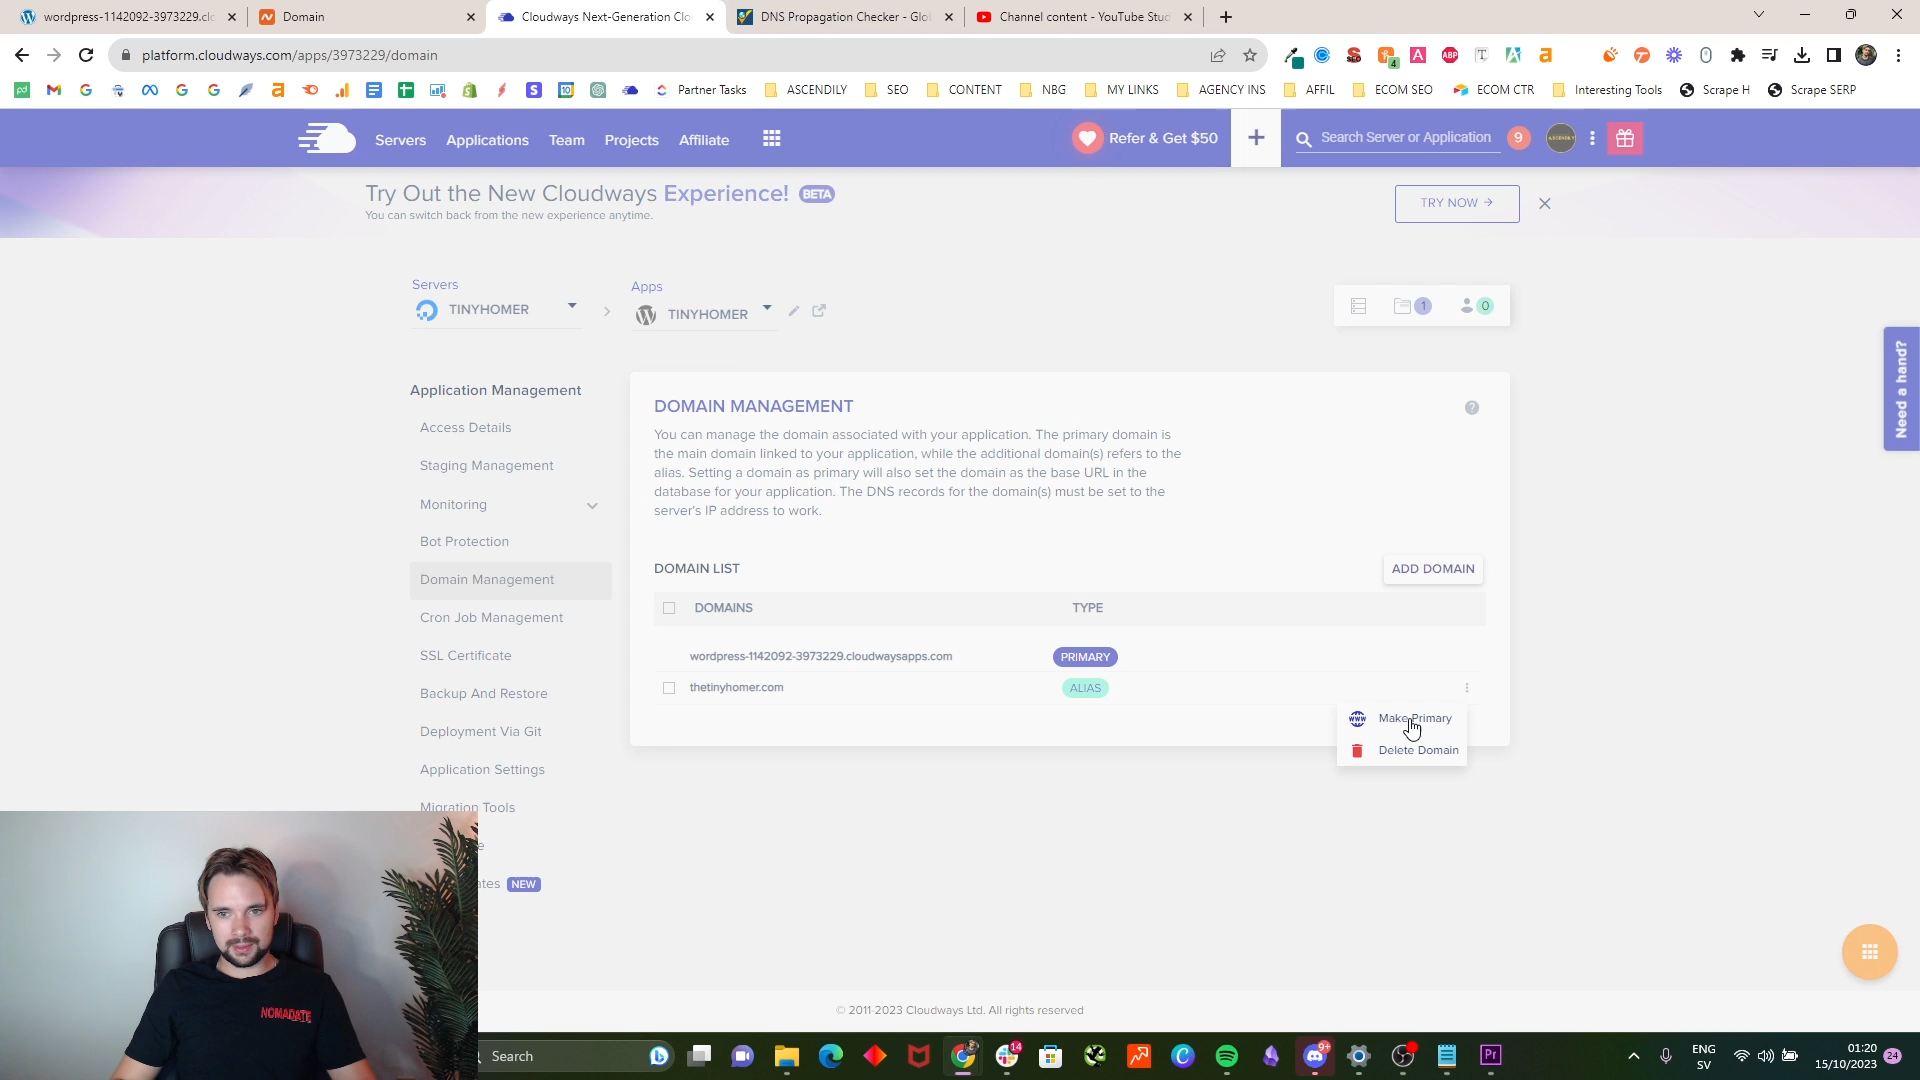 wordpress-1142092-3973229.cl
Domain
Cloudways Next-Generation Clo
DNS Propagation Checker - Glo
Channel content - YouTube Stud
platform.cloudways.com/apps/3973229/domain
Partner Tasks
ASCENDILY
SEO
CONTENT
NBG
MY LINKS
AGENCY INS
AFFIL
ECOM SEO
ECOM CTR
Interesting Tools
Scrape H
Scrape SERP
Servers
Applications
Team
Projects
Affiliate
Refer & Get $50
Search Server or Application
9
Try Out the New Cloudways Experience! BETA
You can switch back from the new experience anytime.
TRY NOW
Servers
TINYHOMER
Apps
TINYHOMER
1
0
Need a hand?
Application Management
Access Details
Staging Management
Monitoring
Bot Protection
Domain Management
Cron Job Management
SSL Certificate
Backup And Restore
Deployment Via Git
Application Settings
Migration Tools
NEW
DOMAIN MANAGEMENT
You can manage the domain associated with your application. The primary domain is
the main domain linked to your application, while the additional domain(s) refers to the
alias. Setting a domain as primary will also set the domain as the base URL in the
database for your application. The DNS records for the domain(s) must be set to the
server's IP address to work.
DOMAIN LIST
ADD DOMAIN
DOMAINS
TYPE
wordpress-1142092-3973229.cloudwaysapps.com
PRIMARY
thetinyhomer.com
ALIAS
Make Primary
Delete Domain
NOMADATE
© 2011-2023 Cloudways Ltd. All rights reserved
Search
14
9+
ENG
SV
01:20
15/10/2023
24